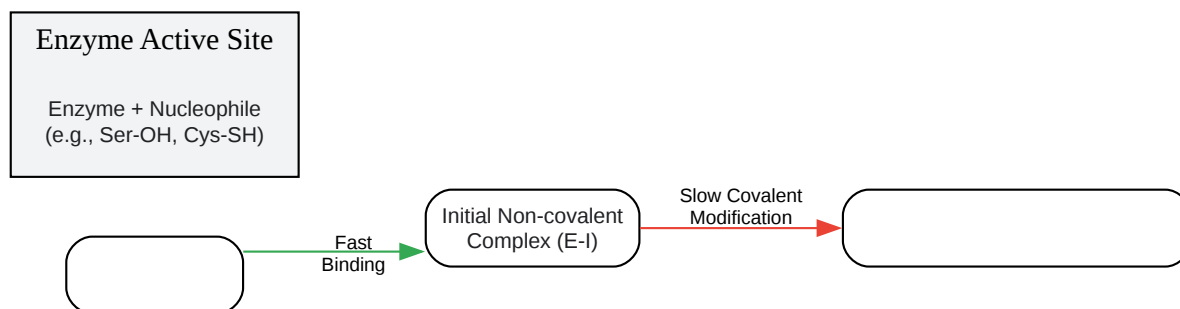 Enzyme Active Site
Enzyme + Nucleophile
(e.g., Ser-OH, Cys-SH)
Fast
Binding
Initial Non-covalent
Complex (E-I)
Slow Covalent
Modification